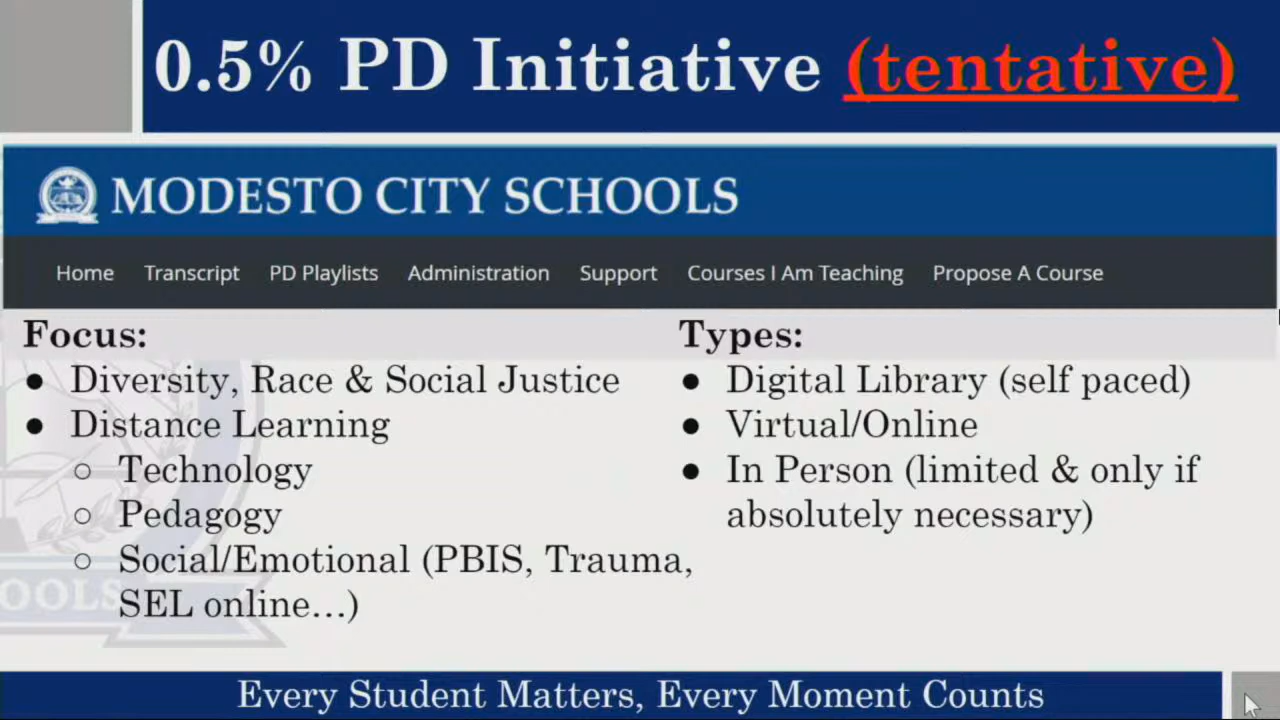 0.5% PD Initiative (tentative)
MODESTO CITY SCHOOLS
Home Transcript PD Playlists Administration Support Courses I Am Teaching Propose A Course
Focus:
● Diversity, Race & Social Justice
● Distance Learning
○ Technology
○ Pedagogy
○ Social/Emotional (PBIS, Trauma,
SEL online...)
Types:
● Digital Library (self paced)
● Virtual/Online
● In Person (limited & only if
absolutely necessary)
OOLS
Every Student Matters, Every Moment Counts